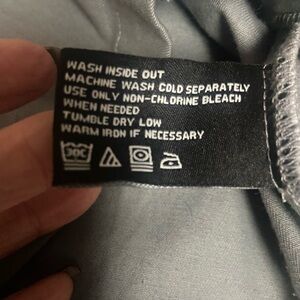 WASH INSIDE OUT
MACHINE WASH COLD SEPARATELY
USE ONLY NON-CHLORINE BLEACH
WHEN NEEDED
TUMBLE DRY LOW
WARM IRON IF NECESSARY
30C